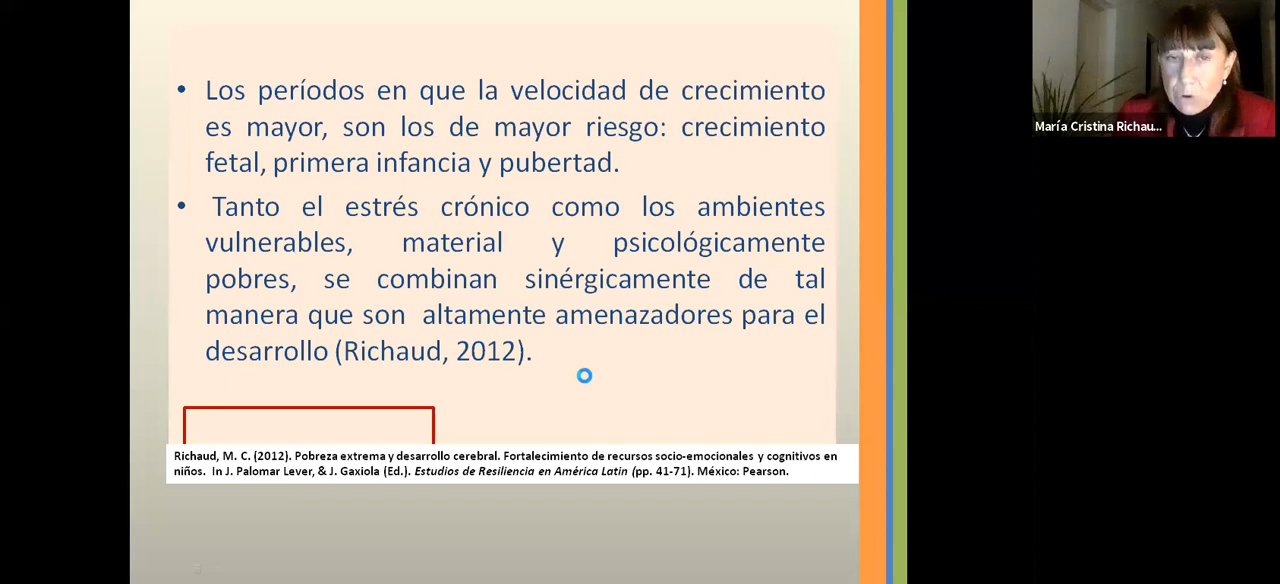 • Los períodos en que la velocidad de crecimiento
es mayor, son los de mayor riesgo: crecimiento
fetal, primera infancia y pubertad.
• Tanto el estrés crónico como los ambientes
vulnerables, material y psicológicamente
pobres, se combinan sinérgicamente de tal
manera que son altamente amenazadores para el
desarrollo (Richaud, 2012).
Richaud, M. C. (2012). Pobreza extrema y desarrollo cerebral. Fortalecimiento de recursos socio-emocionales y cognitivos en
niños. In J. Palomar Lever, & J. Gaxiola (Ed.). Estudios de Resiliencia en América Latin (pp. 41-71). México: Pearson.
María Cristina Richau...